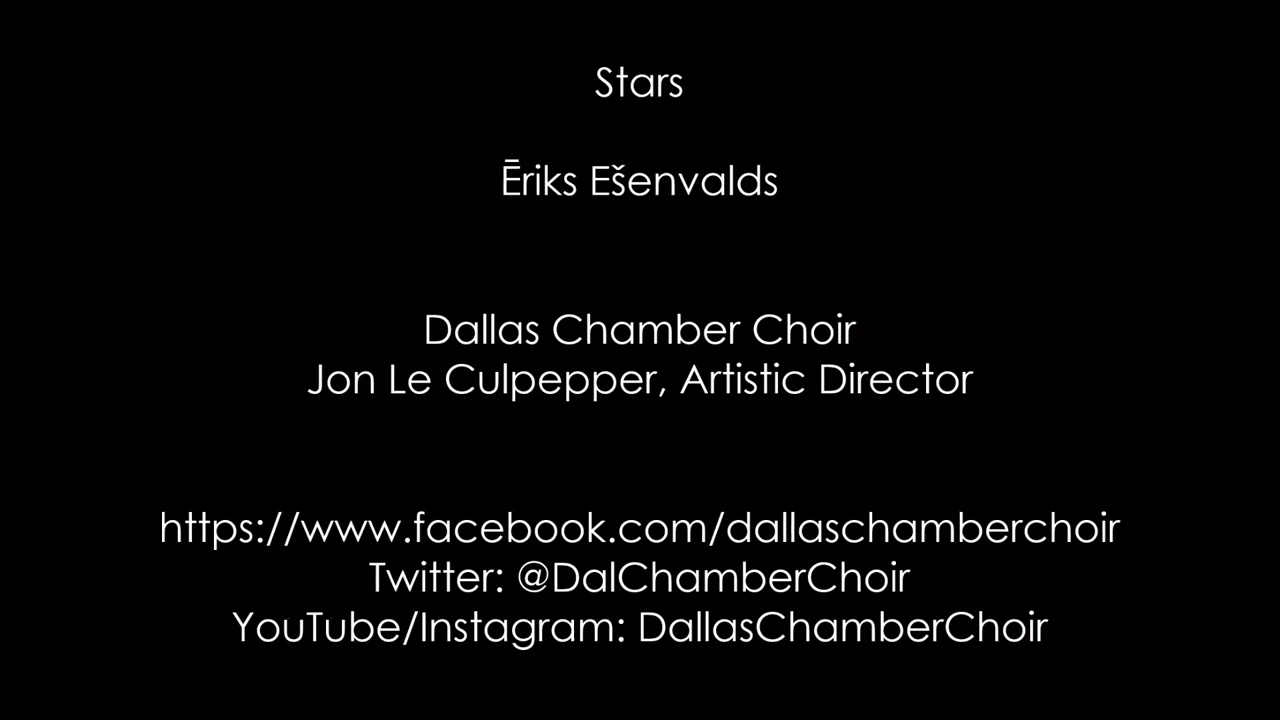 Stars
Ēriks Ešenvalds
Dallas Chamber Choir
Jon Le Culpepper, Artistic Director
https://www.facebook.com/dallaschamberchoir
Twitter: @DalChamberChoir
YouTube/Instagram: DallasChamberChoir